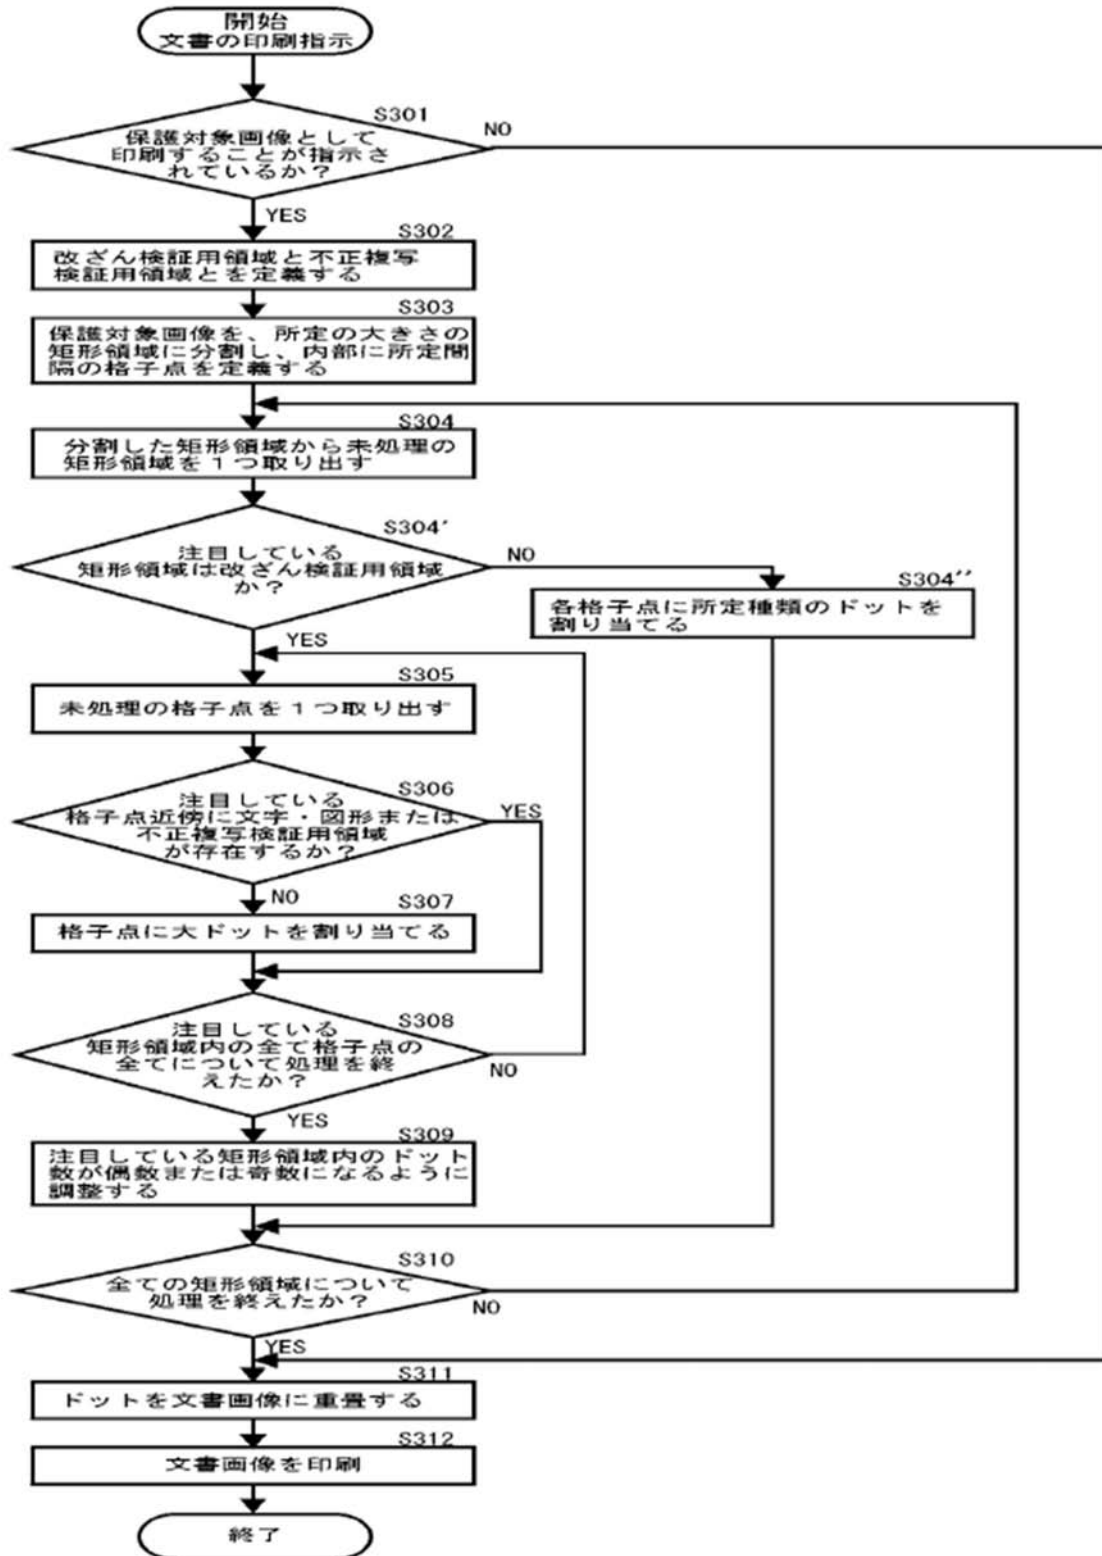 開始
文書の印刷指示
S301
保護対象画像として
印刷することが指示さ
れているか?
NO
YES
S302
改ざん検証用領域と不正複写
検証用領域とを定義する
S303
保護対象画像を、所定の大きさの
矩形領域に分割し、内部に所定間
隔の格子点を定義する
S304
分割した矩形領域から未処理の
矩形領域を1つ取り出す
S304'
注目している
矩形領域は改ざん検証用領域
か?
NO
S304''
各格子点に所定種類のドットを
割り当てる
YES
S305
未処理の格子点を1つ取り出す
S306
注目している
格子点近傍に文字・図形または
不正複写検証用領域
が存在するか?
YES
NO
S307
格子点に大ドットを割り当てる
S308
注目している
矩形領域内の全て格子点の
全てについて処理を終
えたか?
NO
YES
S309
注目している矩形領域内のドット
数が偶数または奇数になるように
調整する
S310
全ての矩形領域について
処理を終えたか?
NO
YES
S311
ドットを文書画像に重畳する
S312
文書画像を印刷
終了